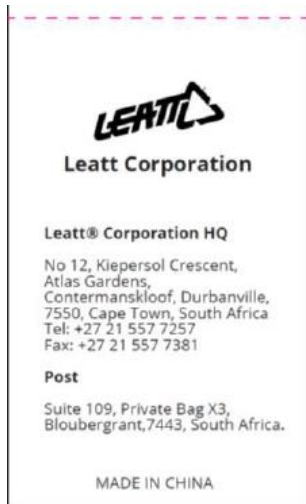 LEATT
Leatt Corporation
Leatt® Corporation HQ
No 12, Kiepersol Crescent,
Atlas Gardens,
Contermanskloof, Durbanville,
7550, Cape Town, South Africa
Tel: +27 21 557 7257
Fax: +27 21 557 7381
Post
Suite 109, Private Bag X3,
Bloubergrant,7443, South Africa.
MADE IN CHINA